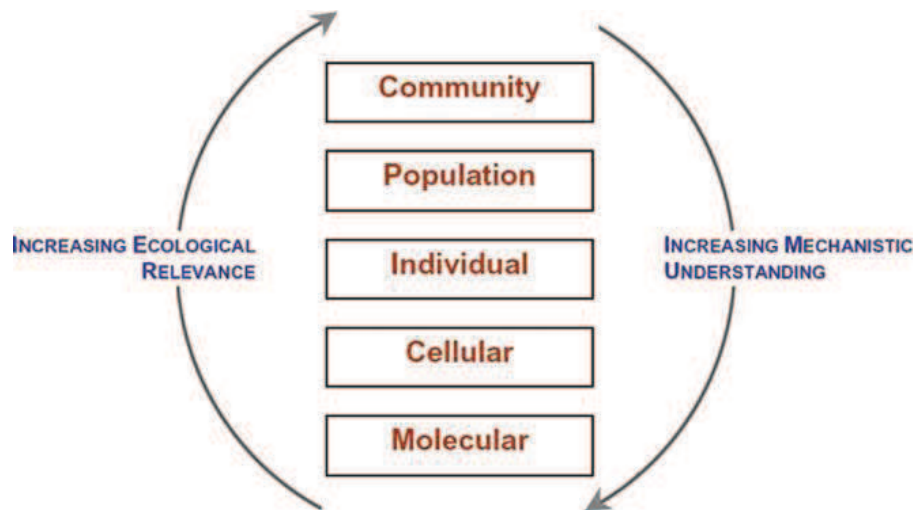 Community
Population
INCREASING ECOLOGICAL
RELEVANCE
Individual
INCREASING MECHANISTIC
UNDERSTANDING
Cellular
Molecular